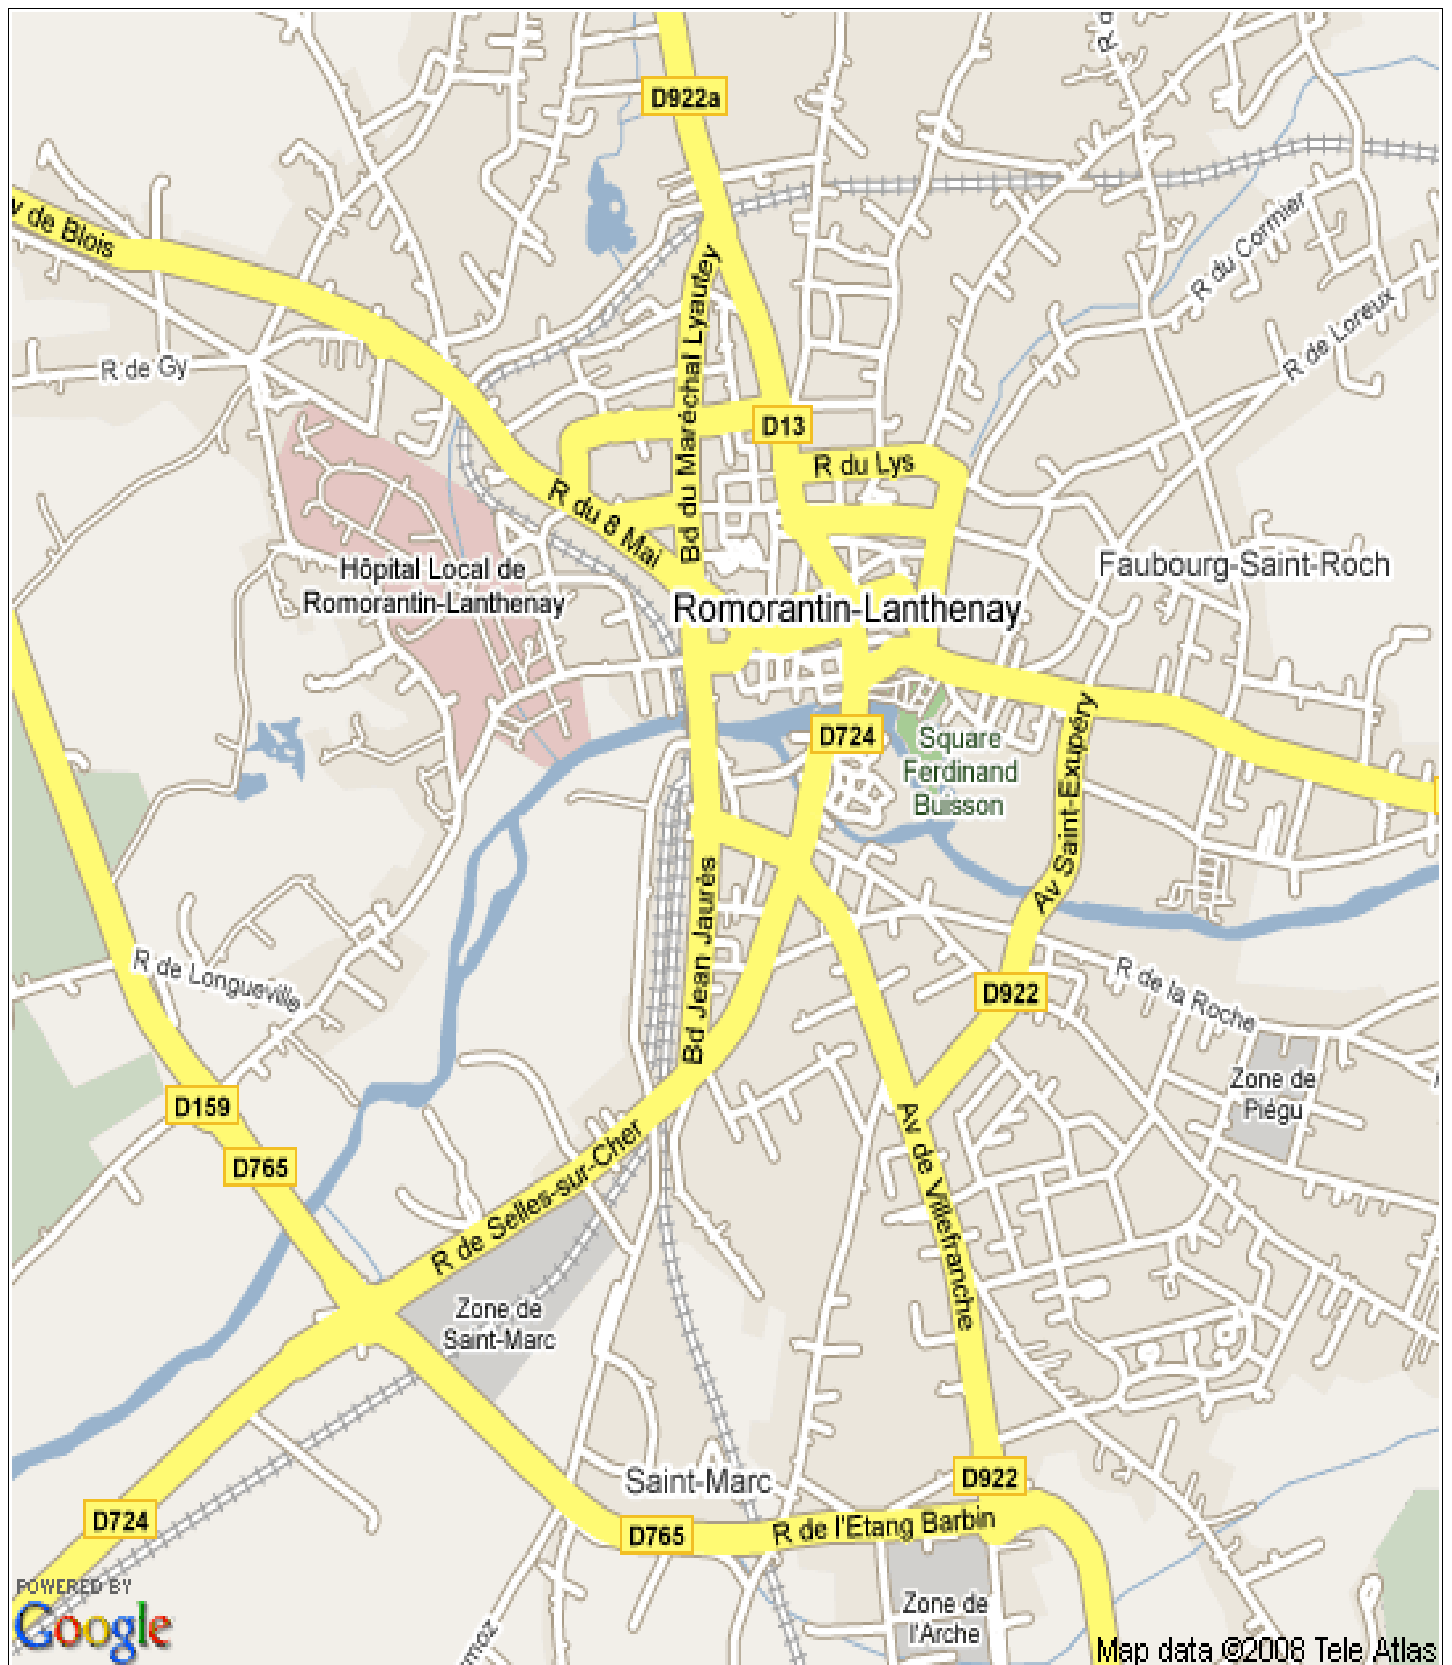 D922a
v de Blois
R du Cormier
Bd du Maréchal Lyautey
R de Loreux
R de Gy
D13
R du Lys
R du 8 Mai
Hôpital Local de
Romorantin-Lanthenay
Faubourg-Saint-Roch
Romorantin-Lanthenay
D724
Square
Ferdinand
Buisson
Av Saint-Exupéry
Bd Jean Jaurès
R de Longueville
D922
R de la Roche
Zone de
Piégu
D159
D765
Av de Villefranche
R de Selles-sur-Cher
Zone de
Saint-Marc
Saint-Marc
D922
D724
D765
R de l'Etang Barbin
POWERED BY
Google
Zone de
l'Arche
Map data ©2008 Tele Atlas